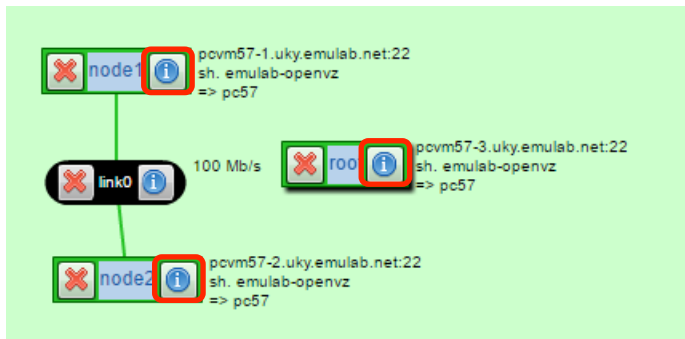 node1
pcvm57-1.uky.emulab.net:22
sh. emulab-openvz
=> pc57
link0
100 Mb/s
roo
pcvm57-3.uky.emulab.net:22
sh. emulab-openvz
=> pc57
node2
pcvm57-2.uky.emulab.net:22
sh. emulab-openvz
=> pc57